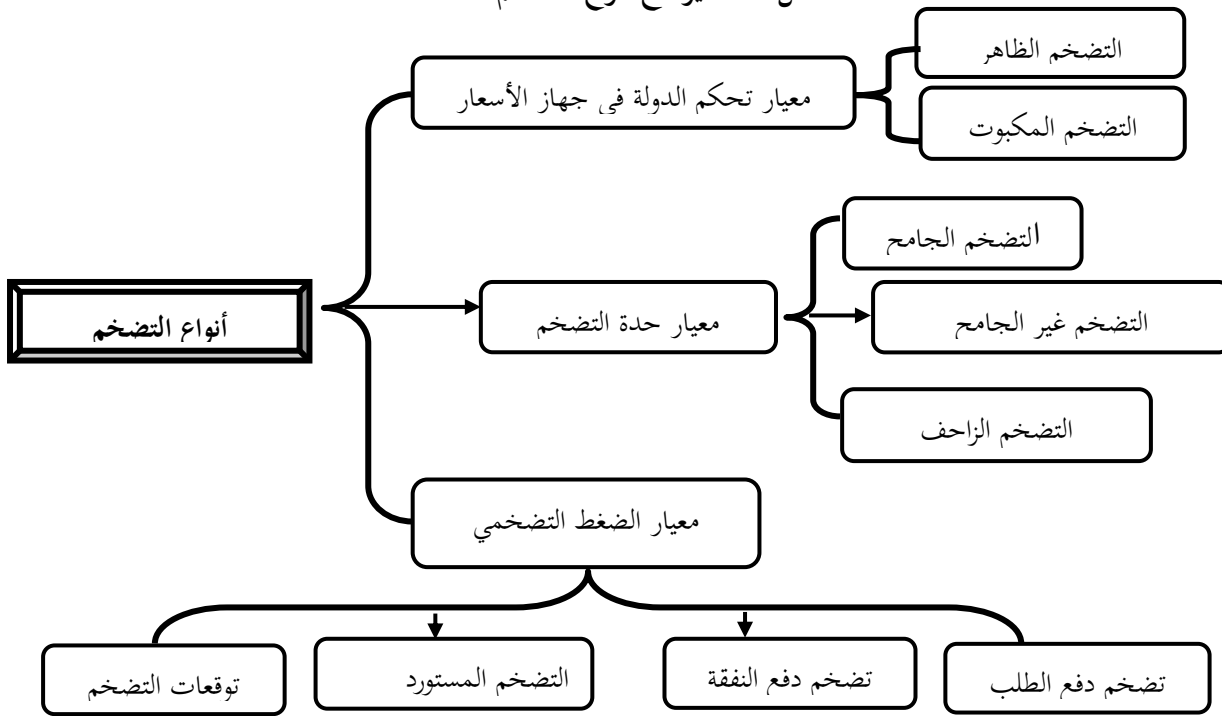 التضخم الظاهر
معيار تحكم الدولة في جهاز الأسعار
التضخم المكبوت
التضخم الجامح
أنواع التضخم
معيار حدة التضخم
التضخم غير الجامح
التضخم الزاحف
معيار الضغط التضخمي
تضخم دفع الطلب
تضخم دفع النفقة
التضخم المستورد
توقعات التضخم